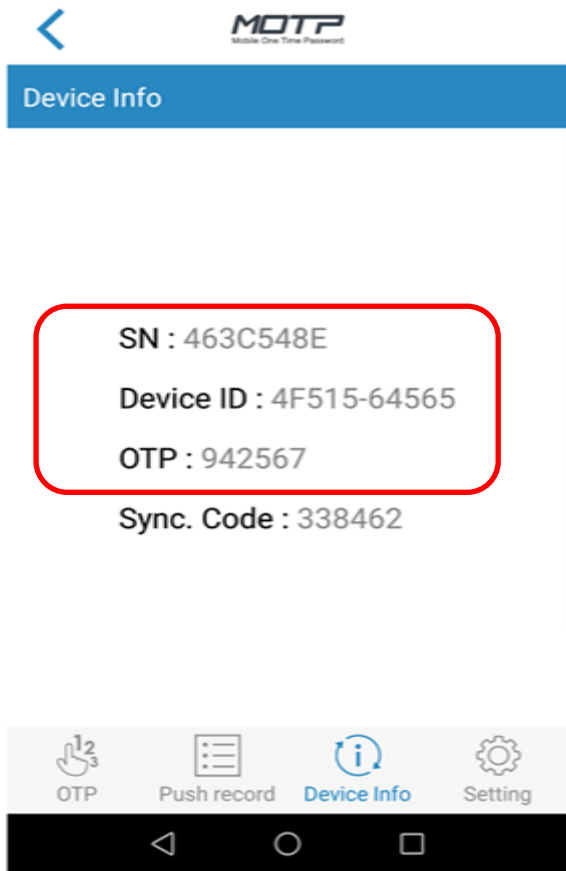 MOTP
Mobile One Time Password
Device Info
SN : 463C548E
Device ID : 4F515-64565
OTP : 942567
Sync. Code : 338462
123
OTP
Push record
Device Info
Setting